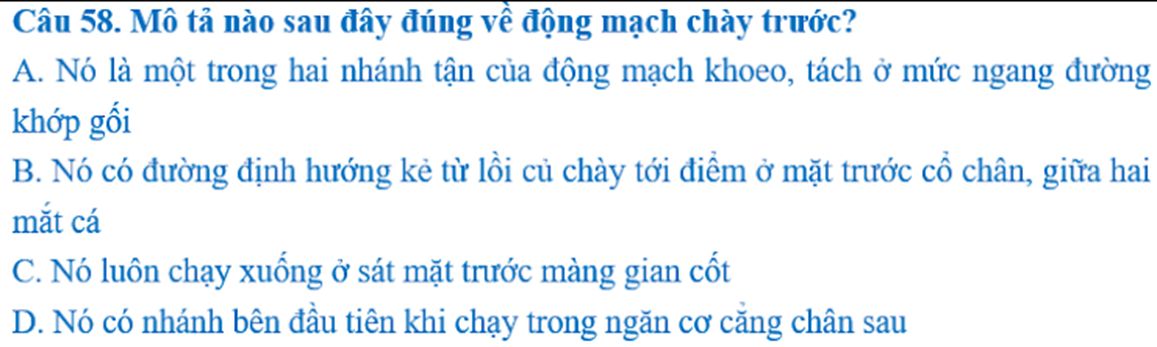 Câu 58. Mô tả nào sau đây đúng về động mạch chày trước?
A. Nó là một trong hai nhánh tận của động mạch khoeo, tách ở mức ngang đường
khớp gối
B. Nó có đường định hướng kẻ từ lồi củ chày tới điểm ở mặt trước cổ chân, giữa hai
mắt cá
C. Nó luôn chạy xuống ở sát mặt trước màng gian cốt
D. Nó có nhánh bên đầu tiên khi chạy trong ngăn cơ cẳng chân sau